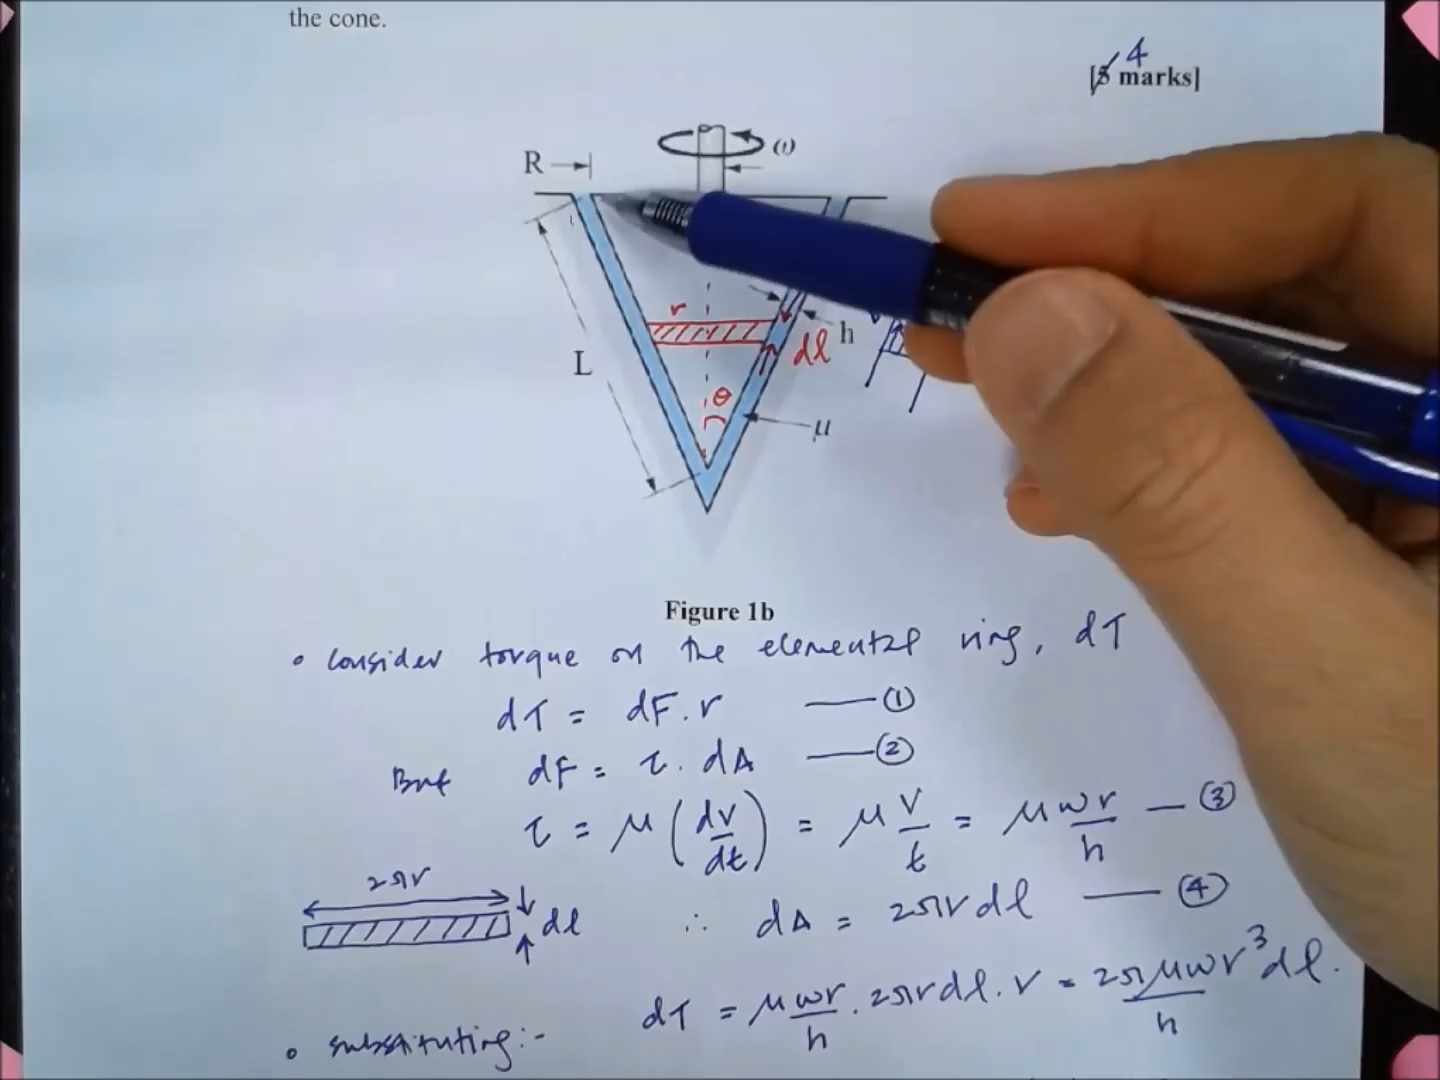 the cone.
[5 4 marks]
R
ω
r
h
dl
L
θ
μ
Figure 1b
• consider torque on the elemental ring, dT
dT = dF . r —— ①
But dF = τ . dA —— ②
τ = μ (dv/dt) = μ v/t = μ ωr/h — ③
2πr
dl ∴ dA = 2πr dl —— ④
• substituting:- dT = μ ωr/h . 2πr dl . r = 2πμωr³/h dl.